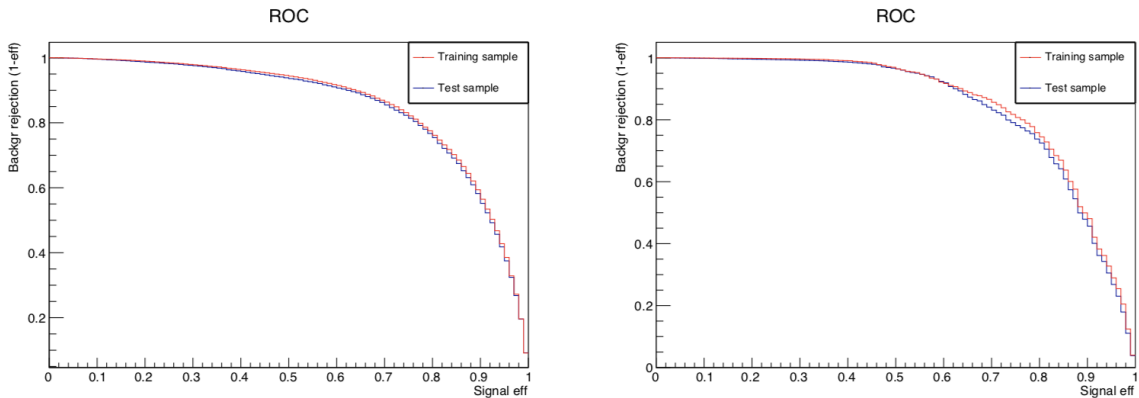 ROC
Backgr rejection (1-eff)
1
0.8
0.6
0.4
0.2
Training sample
Test sample
0 0.1 0.2 0.3 0.4 0.5 0.6 0.7 0.8 0.9 1
Signal eff
ROC
Backgr rejection (1-eff)
1
0.8
0.6
0.4
0.2
0
Training sample
Test sample
0 0.1 0.2 0.3 0.4 0.5 0.6 0.7 0.8 0.9 1
Signal eff